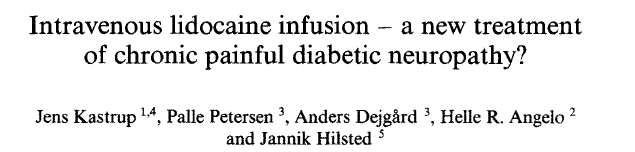 Intravenous lidocaine infusion – a new treatment
of chronic painful diabetic neuropathy?
Jens Kastrup 1,4, Palle Petersen 3, Anders Dejgård 3, Helle R. Angelo 2
and Jannik Hilsted 5